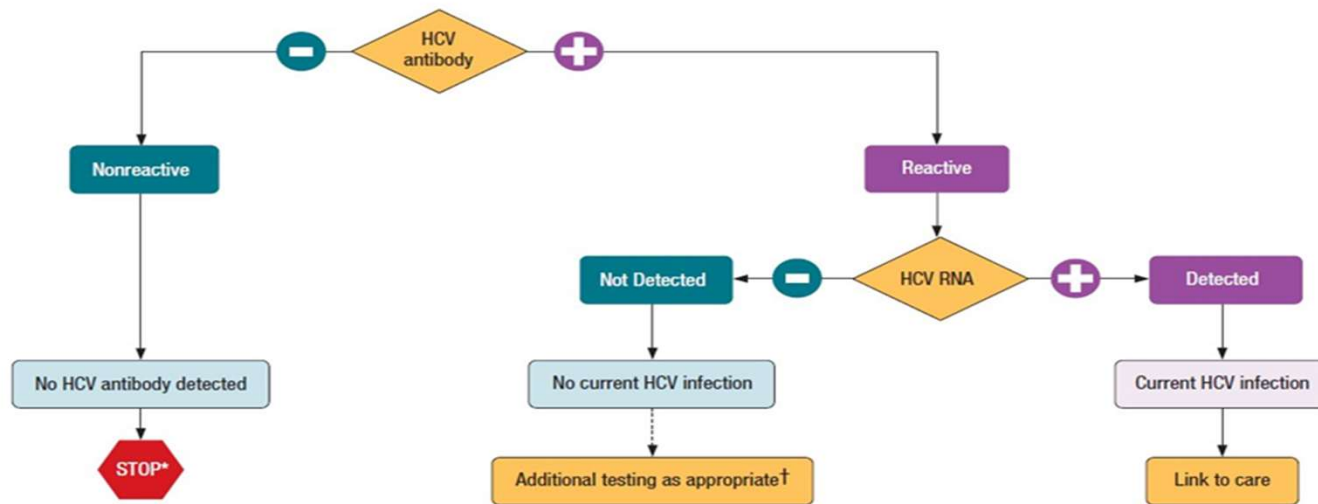 HCV
antibody
Nonreactive
Reactive
Not Detected
HCV RNA
Detected
No HCV antibody detected
No current HCV infection
Current HCV infection
STOP*
Additional testing as appropriate†
Link to care